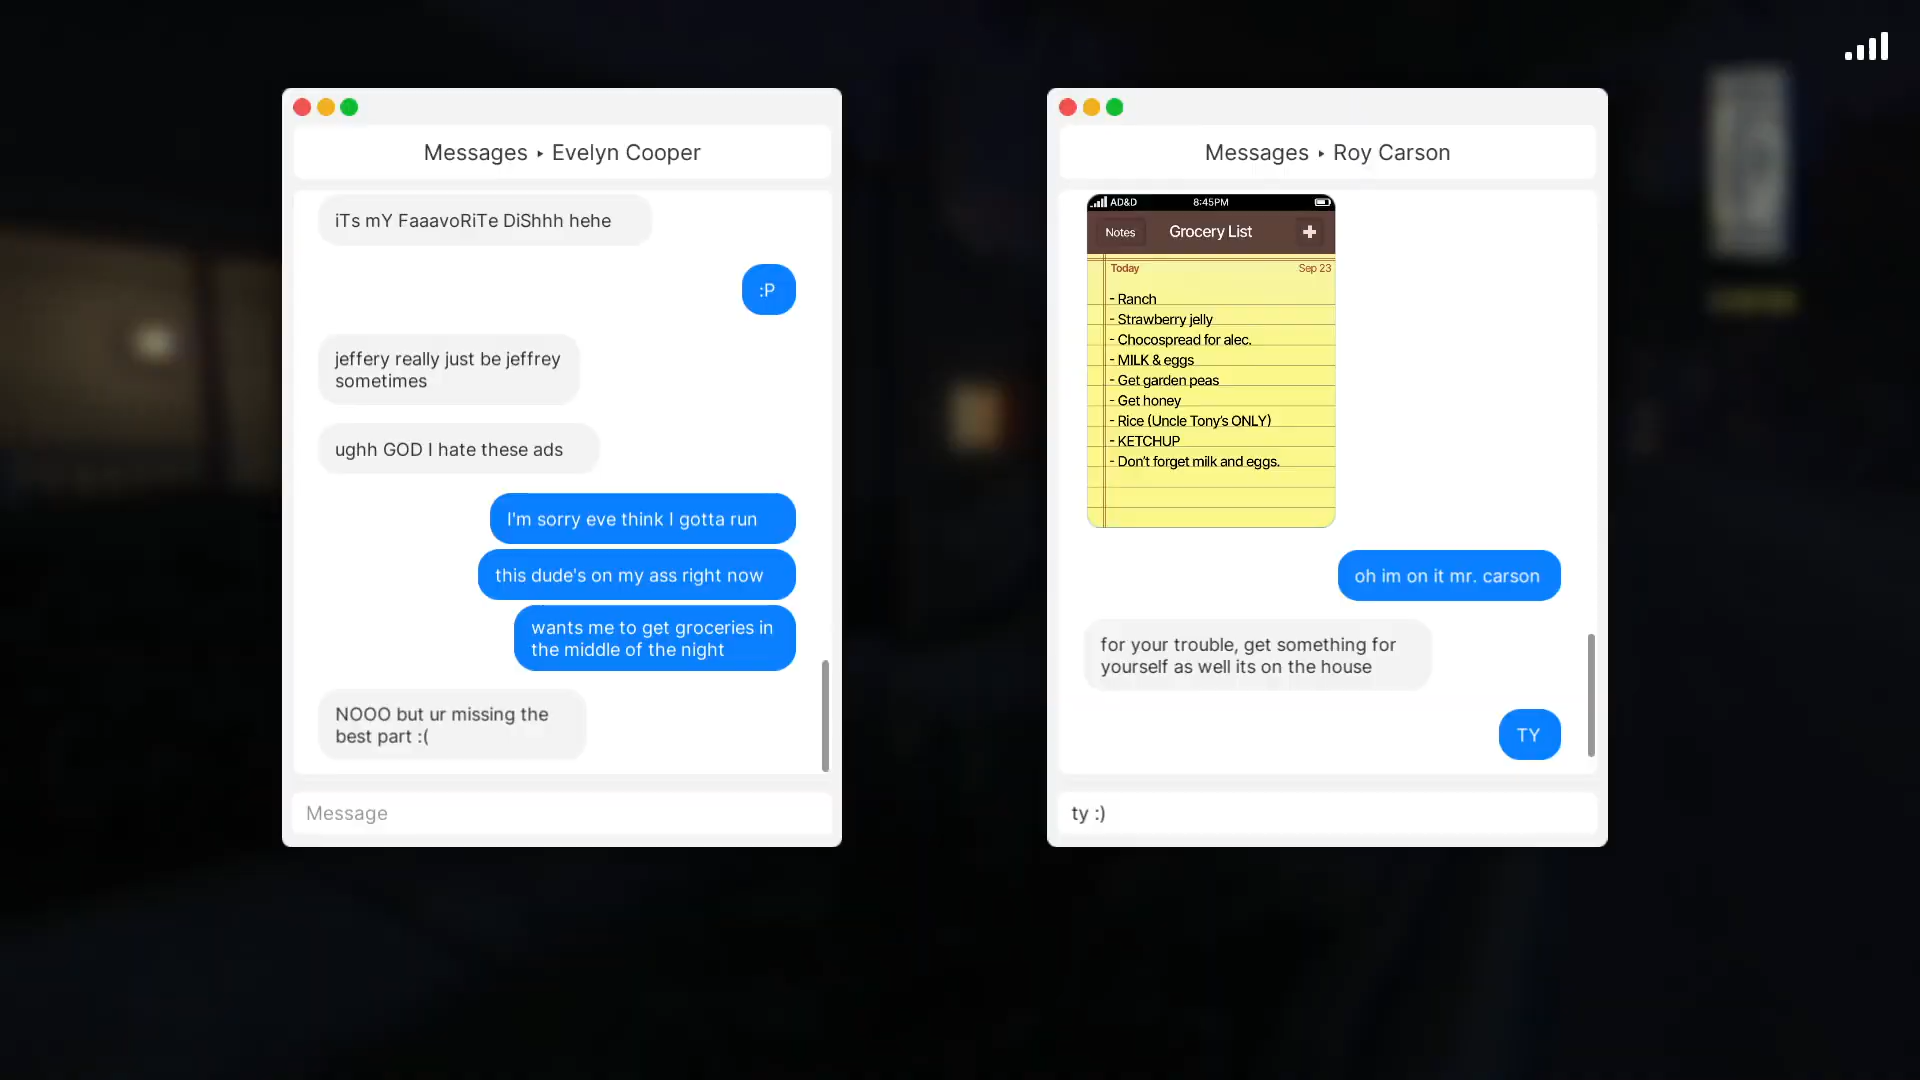 Messages ▸ Evelyn Cooper
iTs mY FaaavoRiTe DiShhh hehe
:P
jeffery really just be jeffrey
sometimes
ughh GOD I hate these ads
I'm sorry eve think I gotta run
this dude's on my ass right now
wants me to get groceries in
the middle of the night
NOOO but ur missing the
best part :(
Message
Messages ▸ Roy Carson
AD&D 8:45PM
Notes Grocery List
Today Sep 23
- Ranch
- Strawberry jelly
- Chocospread for alec.
- MILK & eggs
- Get garden peas
- Get honey
- Rice (Uncle Tony's ONLY)
- KETCHUP
- Don't forget milk and eggs.
oh im on it mr. carson
for your trouble, get something for
yourself as well its on the house
TY
ty :)